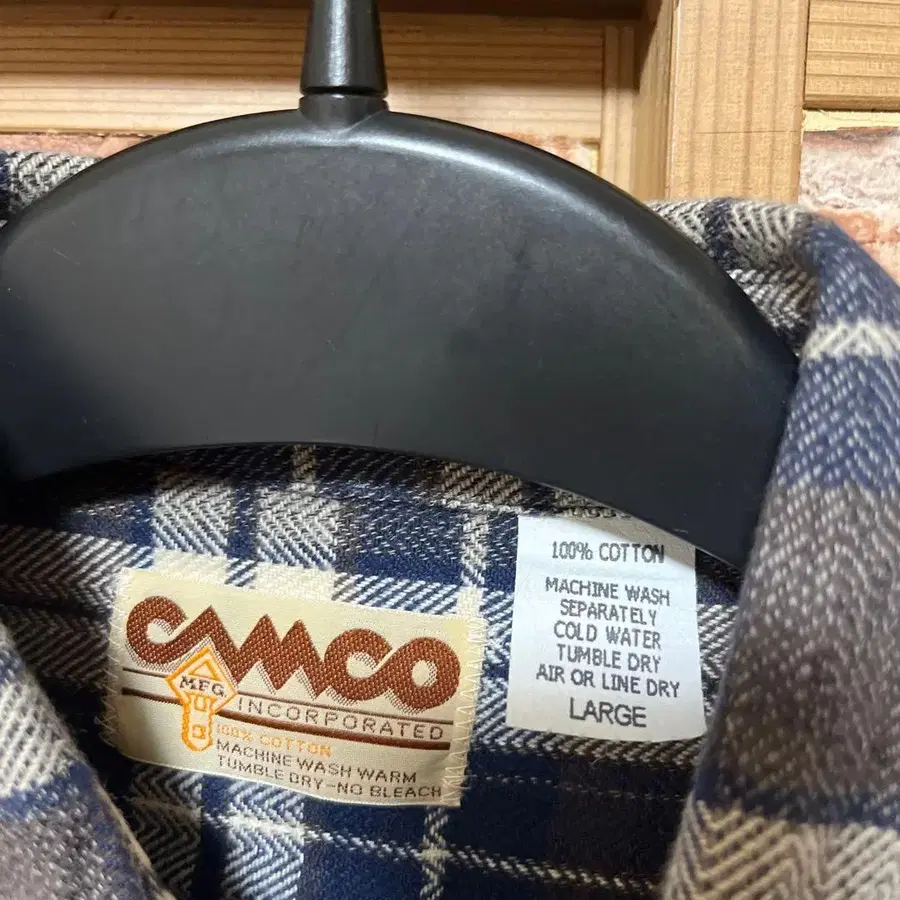 CAMCO
MFG.
INCORPORATED
100% COTTON
MACHINE WASH WARM
TUMBLE DRY-NO BLEACH
100% COTTON
MACHINE WASH
SEPARATELY
COLD WATER
TUMBLE DRY
AIR OR LINE DRY
LARGE